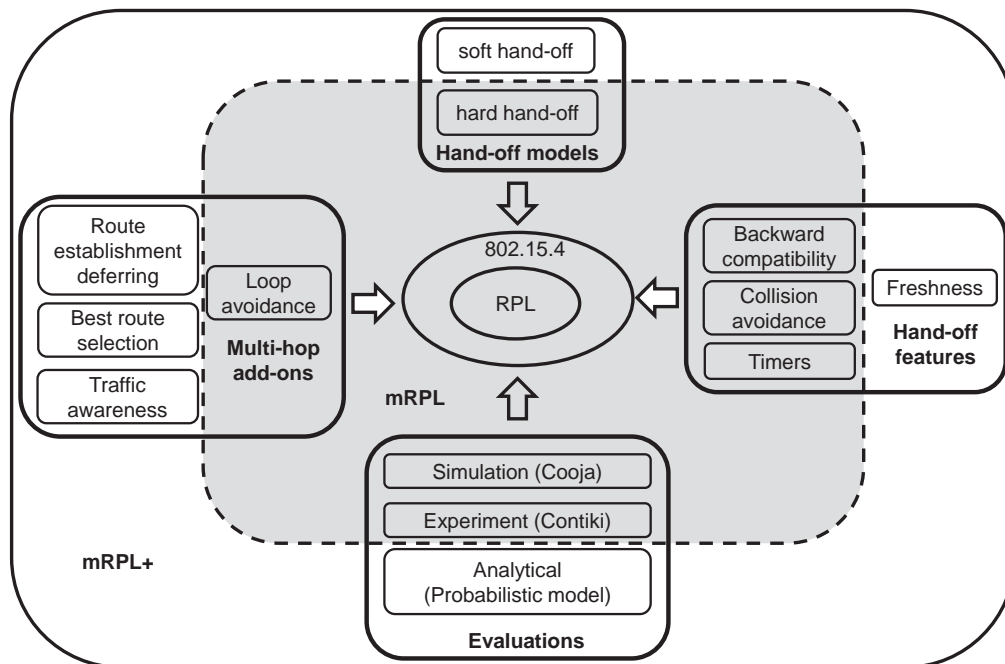 soft hand-off
hard hand-off
Hand-off models
Route
establishment
deferring
Best route
selection
Traffic
awareness
Loop
avoidance
Multi-hop
add-ons
802.15.4
RPL
mRPL
Backward
compatibility
Collision
avoidance
Timers
Freshness
Hand-off
features
Simulation (Cooja)
Experiment (Contiki)
Analytical
(Probabilistic model)
Evaluations
mRPL+